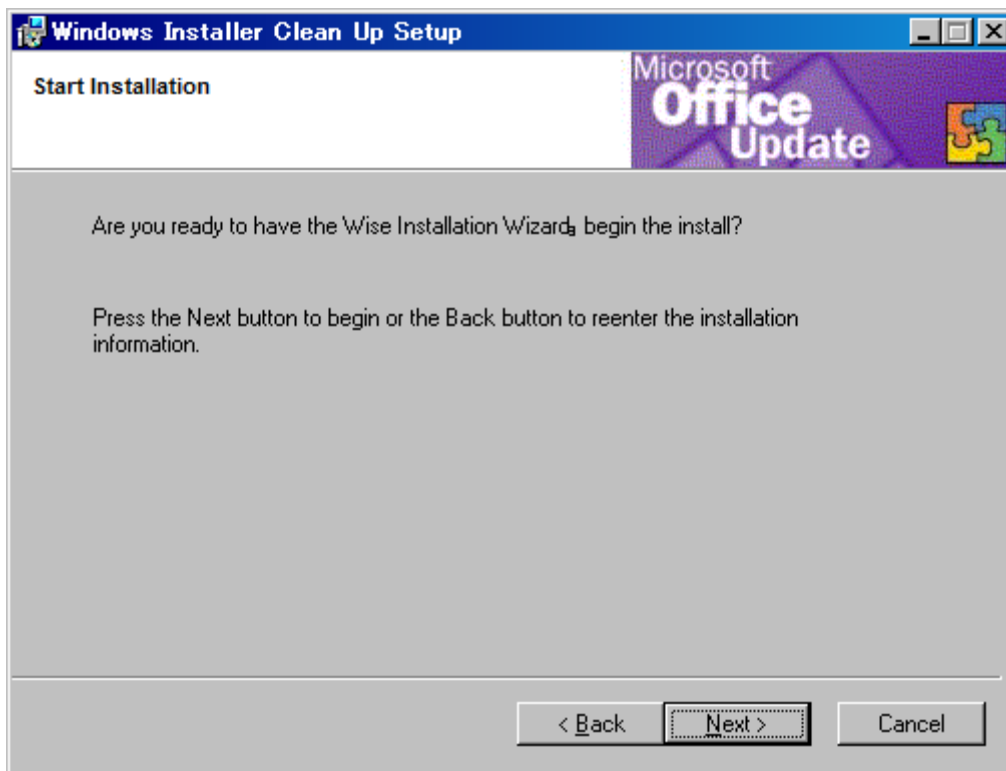 Windows Installer Clean Up Setup
Start Installation
Microsoft
Office
Update
Are you ready to have the Wise Installation Wizard begin the install?
Press the Next button to begin or the Back button to reenter the installation
information.
< Back
Next >
Cancel